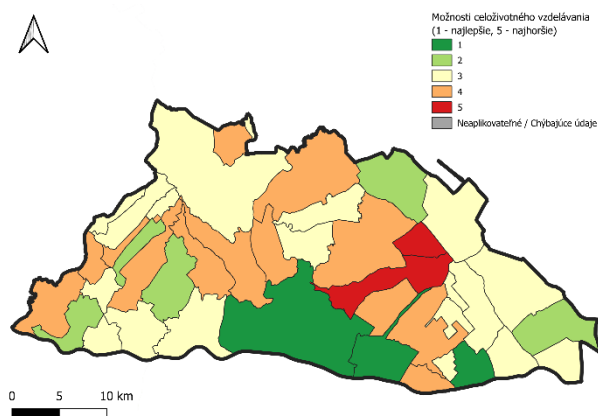 Možnosti celoživotného vzdelávania
(1 - najlepšie, 5 - najhoršie)
1
2
3
4
5
Neaplikovateľné / Chýbajúce údaje
0 5 10 km